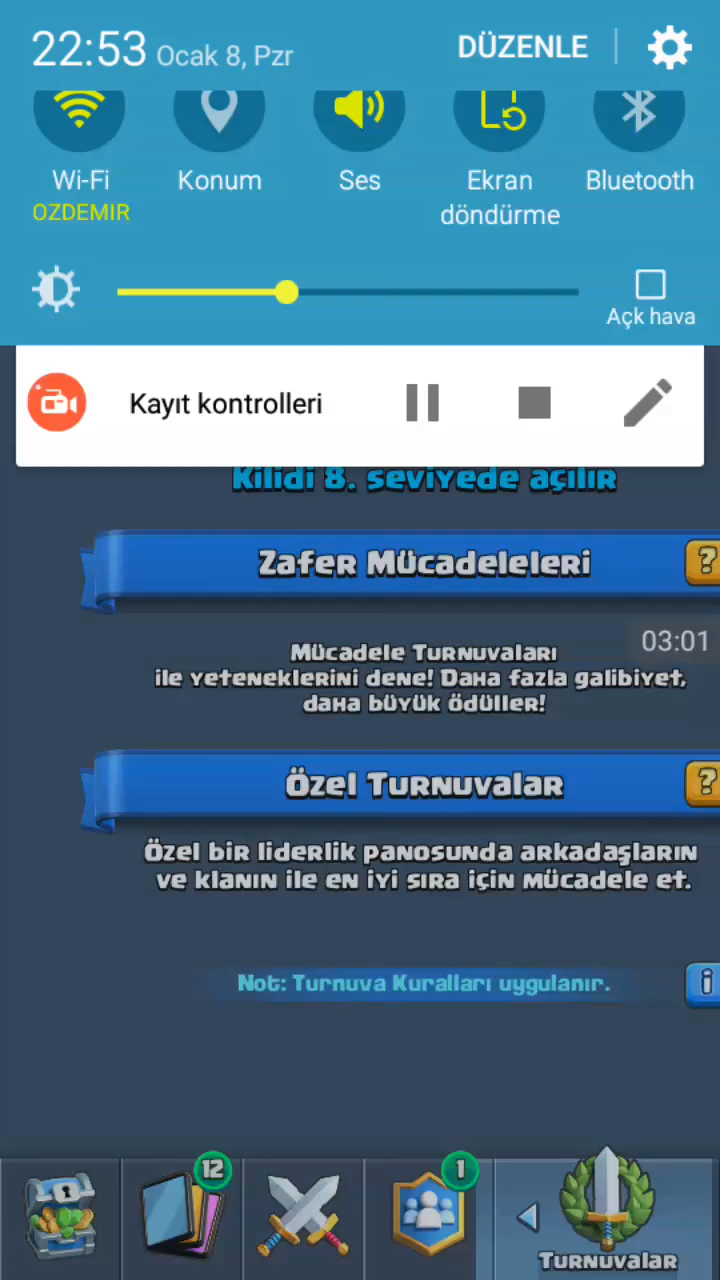 22:53 Ocak 8, Pzr DÜZENLE
Wi-Fi Konum Ses Ekran döndürme Bluetooth
OZDEMIR
Açk hava
Kayıt kontrolleri
Kilidi 8. seviyede açılır
Zafer Mücadeleleri ?
03:01
Mücadele Turnuvaları
ile yeteneklerini dene! Daha fazla galibiyet,
daha büyük ödüller!
Özel Turnuvalar ?
Özel bir liderlik panosunda arkadaşların
ve klanın ile en iyi sıra için mücadele et.
Not: Turnuva Kuralları uygulanır. i
12 1
Turnuvalar